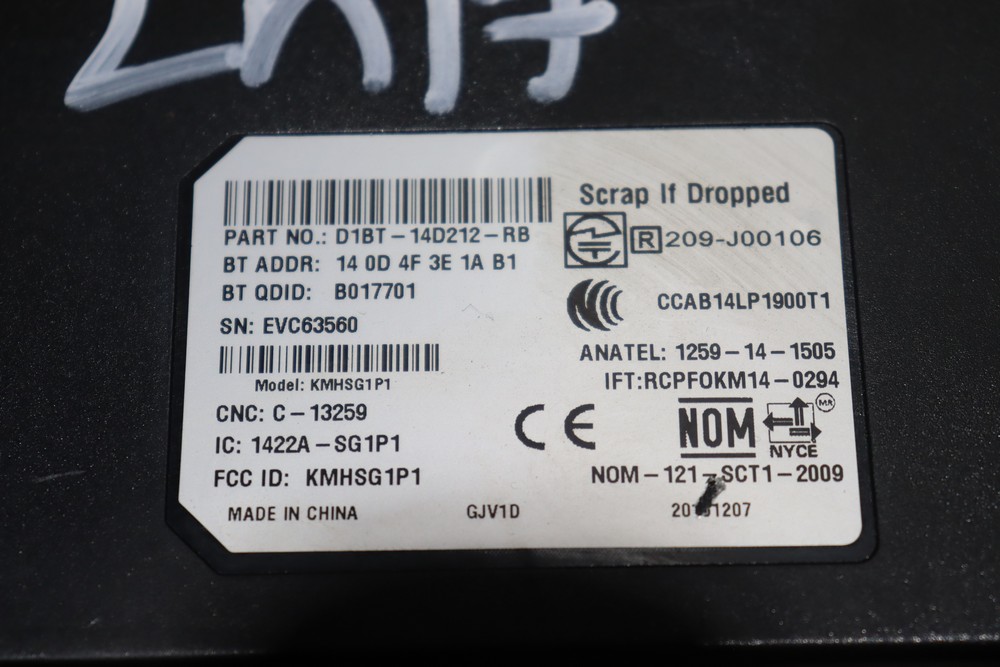 Scrap If Dropped
PART NO.: D1BT-14D212-RB
R 209-J00106
BT ADDR: 14 0D 4F 3E 1A B1
BT QDID: B017701
CCAB14LP1900T1
SN: EVC63560
ANATEL: 1259-14-1505
Model: KMHSG1P1
IFT:RCPFOKM14-0294
CNC: C-13259
CE
NOM
MR
NYCE
IC: 1422A-SG1P1
FCC ID: KMHSG1P1
NOM-121-SCT1-2009
MADE IN CHINA
GJV1D